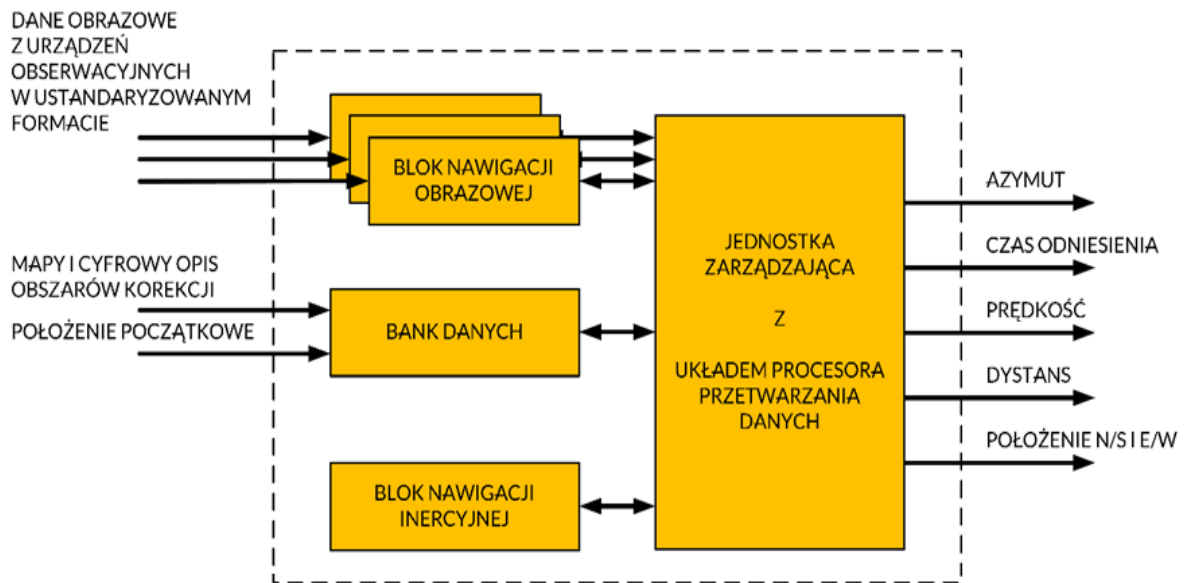 DANE OBRAZOWE
Z URZĄDZEŃ
OBSERWACYJNYCH
W USTANDARYZOWANYM
FORMACIE
BLOK NAWIGACJI
OBRAZOWEJ
MAPY I CYFROWY OPIS
OBSZARÓW KOREKCJI
POŁOŻENIE POCZĄTKOWE
BANK DANYCH
BLOK NAWIGACJI
INERCYJNEJ
JEDNOSTKA
ZARZĄDZAJĄCA
Z
UKŁADEM PROCESORA
PRZETWARZANIA
DANYCH
AZYMUT
CZAS ODNIESIENIA
PRĘDKOŚĆ
DYSTANS
POŁOŻENIE N/S I E/W